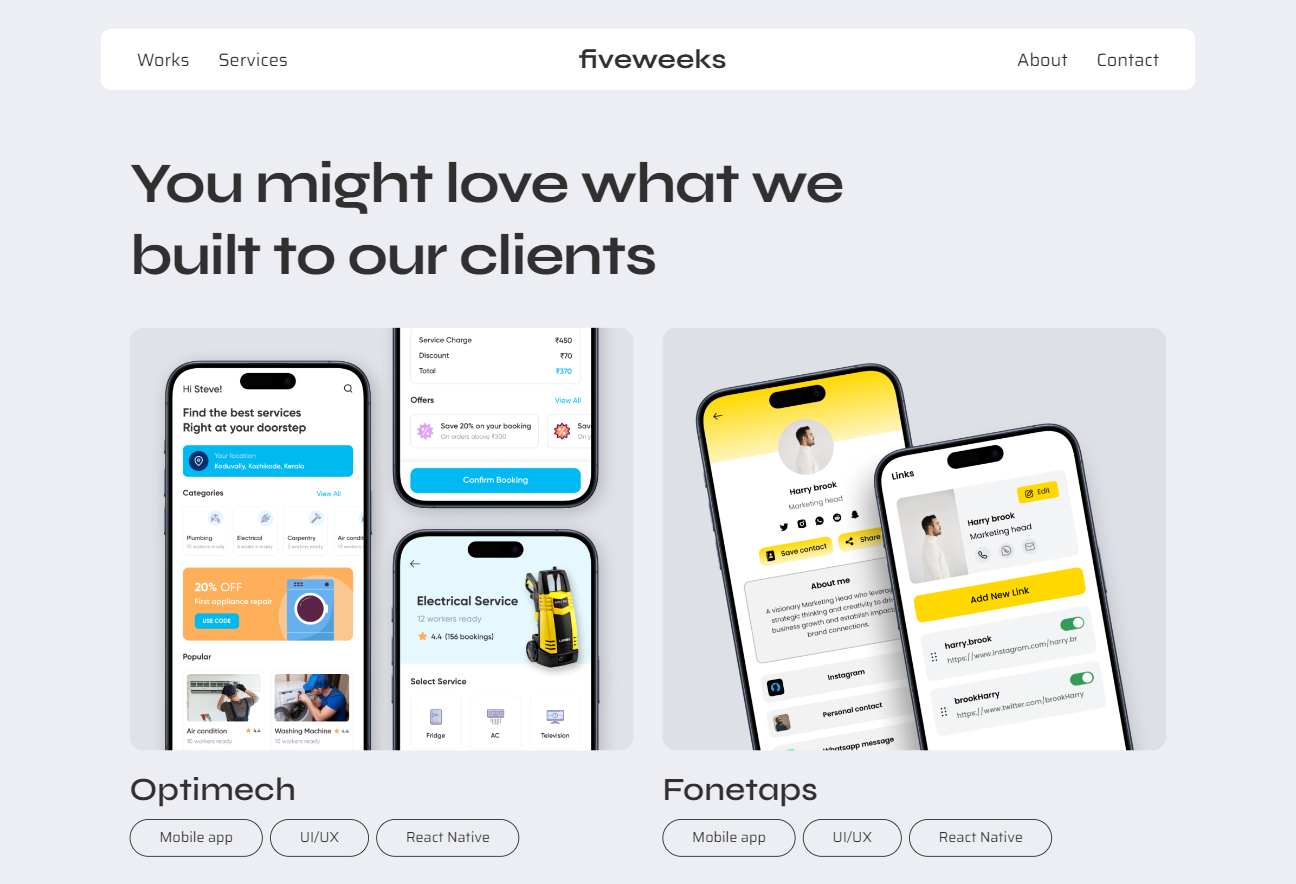 Works Services fiveweeks About Contact
You might love what we
built to our clients
Hi Steve!
Find the best services
Right at your doorstep
Your location
Koduvally, Kozhikode, Kerala
Categories View All
Plumbing Electrical Carpentry Air condit
10 workers ready 6 workers ready 3 workers ready
20% OFF
First appliance repair
USE CODE
Popular
Air condition 4.4 Washing Machine 4.4
10 workers ready 10 workers ready
Service Charge ₹450
Discount ₹70
Total ₹370
Offers View All
Save 20% on your booking
On orders above ₹300
Confirm Booking
Electrical Service
12 workers ready
4.4 (156 bookings)
Select Service
Fridge AC Television
Harry brook
Marketing head
Save contact Share
About me
A visionary Marketing Head who leverag
strategic thinking and creativity to driv
business growth and establish impact
brand connections.
Instagram
Personal contact
Whatsapp message
Links
Edit
Harry brook
Marketing head
Add New Link
harry.brook
https://www.instagram.com/harry.br
brookHarry
https://www.twitter.com/brookHarry
Optimech
Mobile app UI/UX React Native
Fonetaps
Mobile app UI/UX React Native